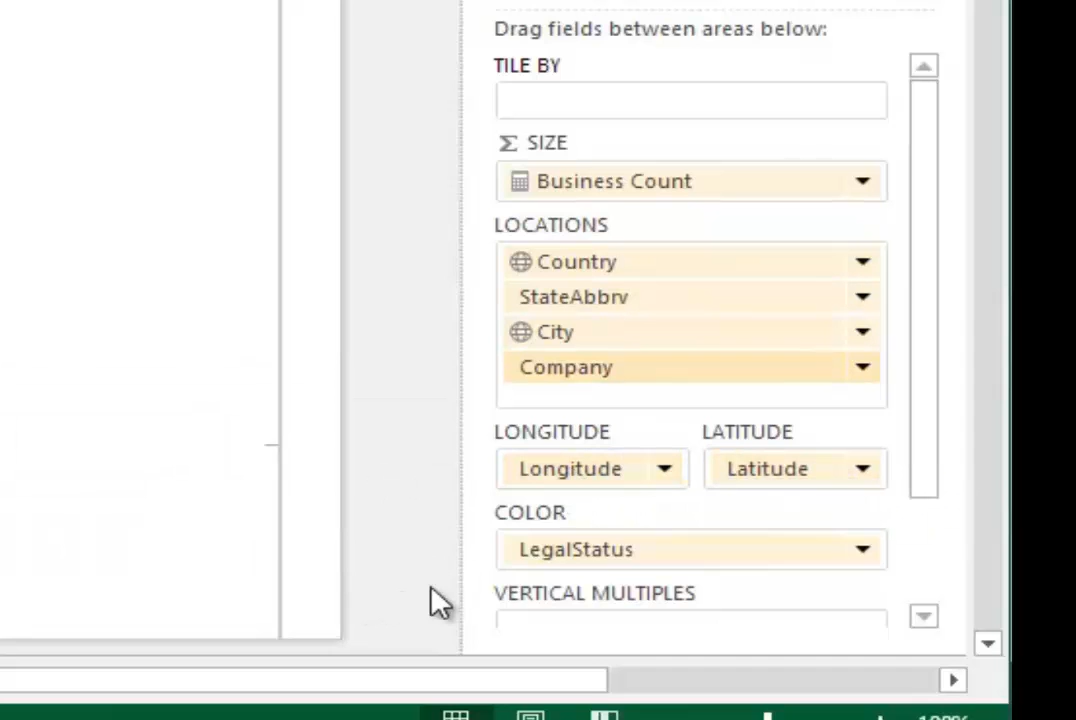 Drag fields between areas below:
TILE BY
Σ SIZE
Business Count
LOCATIONS
Country
StateAbbrv
City
Company
LONGITUDE LATITUDE
Longitude Latitude
COLOR
LegalStatus
VERTICAL MULTIPLES